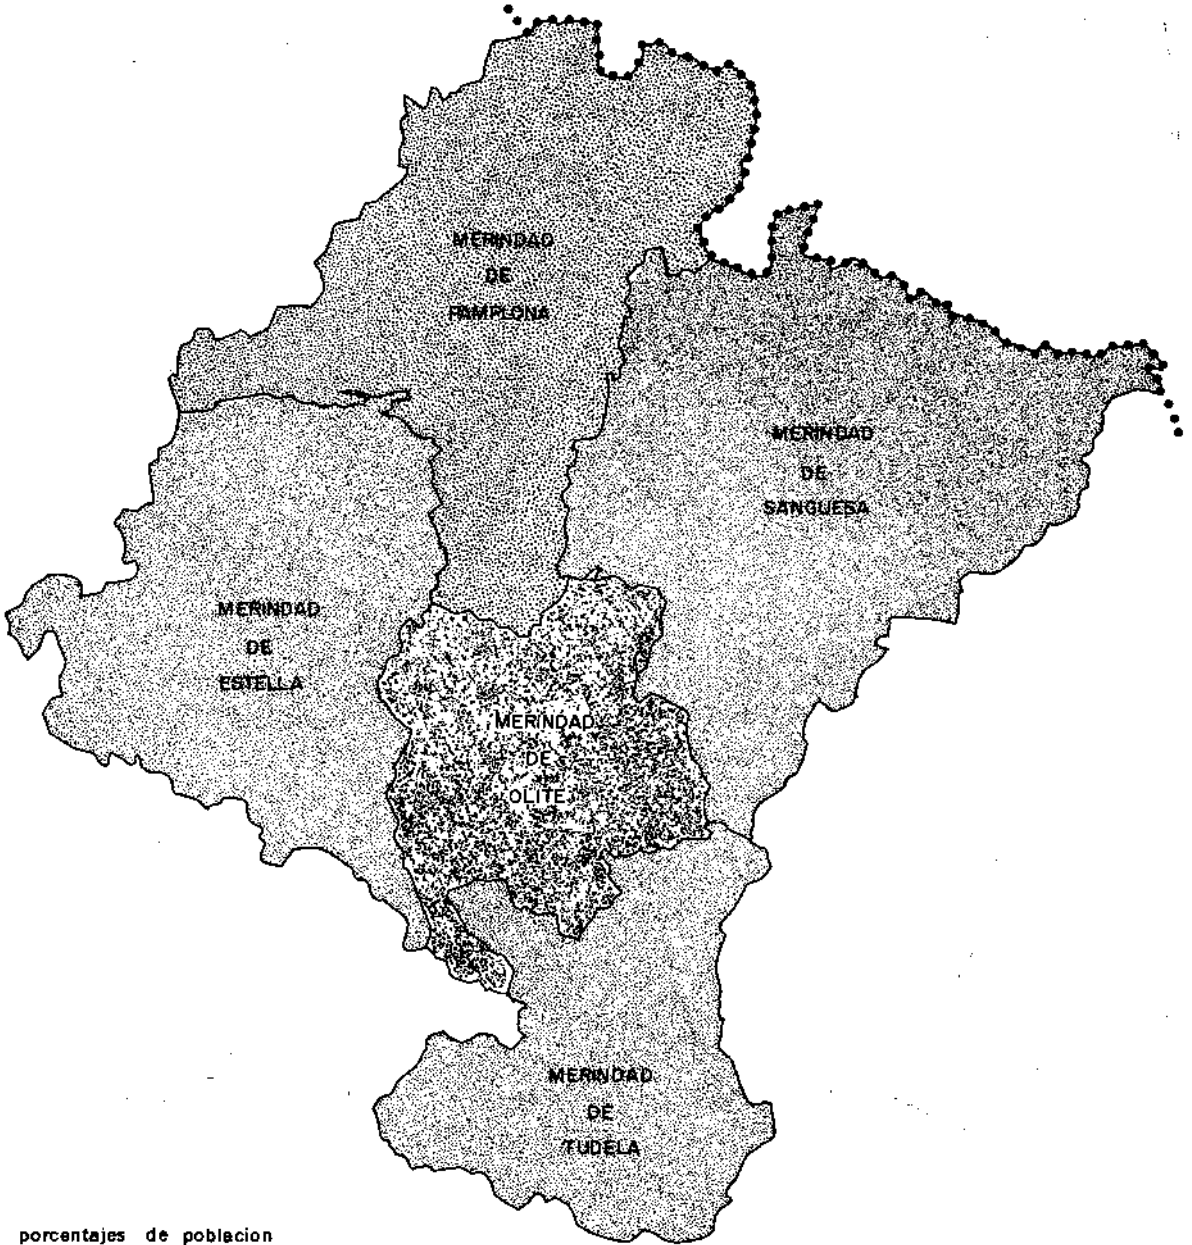 MERINDAD
DE
PAMPLONA
MERINDAD
DE
SANGUESA
MERINDAD
DE
ESTELLA
MERINDAD
DE
OLITE
MERINDAD
DE
TUDELA
porcentajes de poblacion